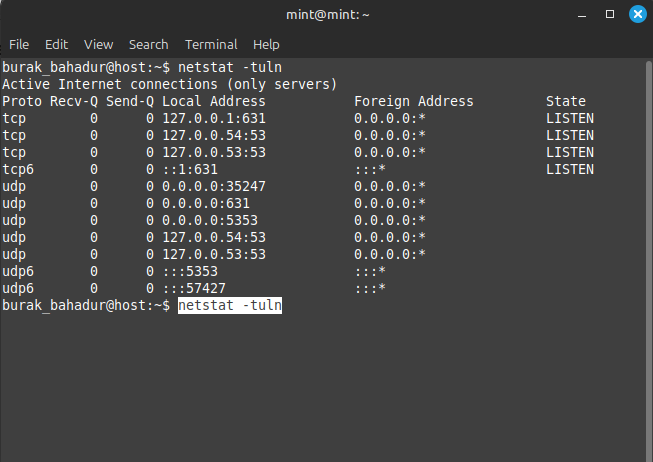 mint@mint: ~
File Edit View Search Terminal Help
burak_bahadur@host:~$ netstat -tuln
Active Internet connections (only servers)
Proto Recv-Q Send-Q Local Address           Foreign Address         State
tcp        0      0 127.0.0.1:631           0.0.0.0:*               LISTEN
tcp        0      0 127.0.0.54:53           0.0.0.0:*               LISTEN
tcp        0      0 127.0.0.53:53           0.0.0.0:*               LISTEN
tcp6       0      0 ::1:631                 :::*                    LISTEN
udp        0      0 0.0.0.0:35247           0.0.0.0:*
udp        0      0 0.0.0.0:631             0.0.0.0:*
udp        0      0 0.0.0.0:5353            0.0.0.0:*
udp        0      0 127.0.0.54:53           0.0.0.0:*
udp        0      0 127.0.0.53:53           0.0.0.0:*
udp6       0      0 :::5353                 :::*
udp6       0      0 :::57427                :::*
burak_bahadur@host:~$ netstat -tuln